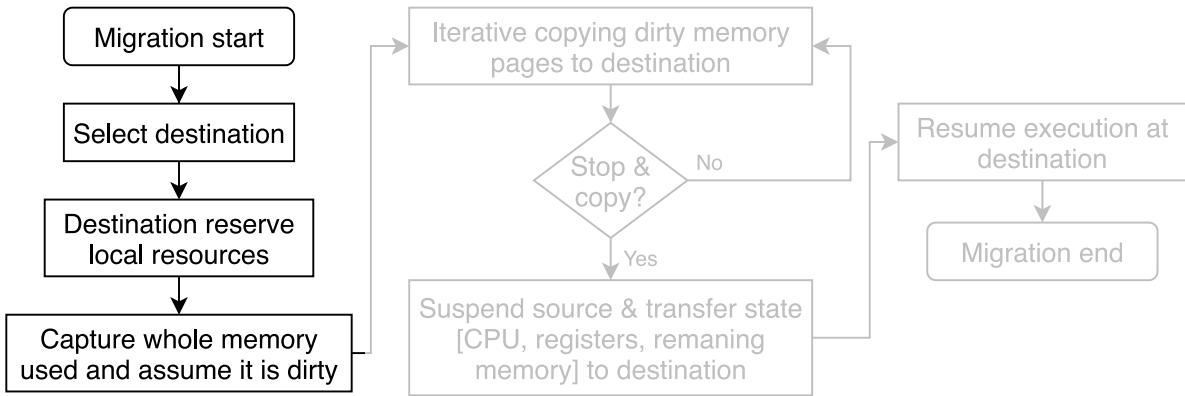 Migration start
Select destination
Destination reserve
local resources
Capture whole memory
used and assume it is dirty
Iterative copying dirty memory
pages to destination
Stop &
copy?
No
Yes
Suspend source & transfer state
[CPU, registers, remaning
memory] to destination
Resume execution at
destination
Migration end